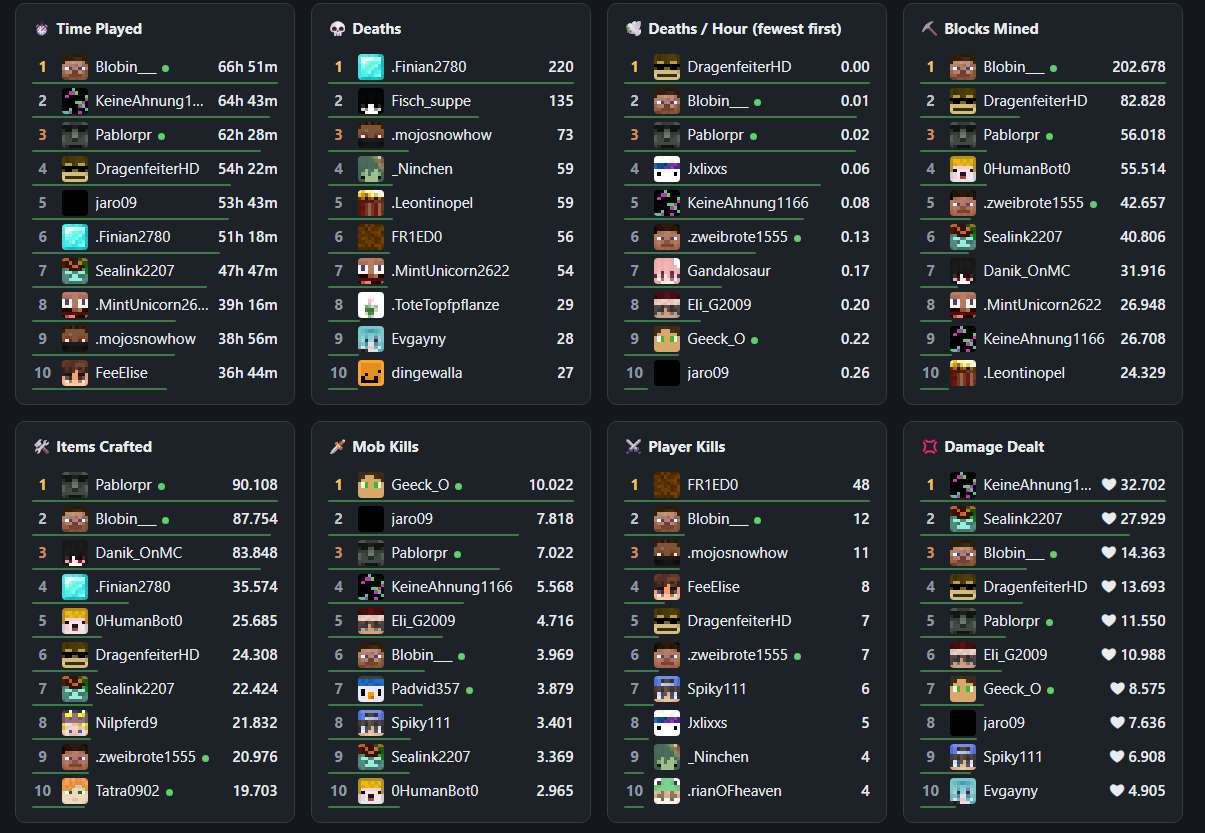 Time Played
1 Blobin___ 66h 51m
2 KeineAhnung1... 64h 43m
3 Pablorpr 62h 28m
4 DragenfeiterHD 54h 22m
5 jaro09 53h 43m
6 .Finian2780 51h 18m
7 Sealink2207 47h 47m
8 .MintUnicorn26... 39h 16m
9 .mojosnowhow 38h 56m
10 FeeElise 36h 44m
Deaths
1 .Finian2780 220
2 Fisch_suppe 135
3 .mojosnowhow 73
4 _Ninchen 59
5 .Leontinopel 59
6 FR1ED0 56
7 .MintUnicorn2622 54
8 .ToteTopfpflanze 29
9 Evgayny 28
10 dingewalla 27
Deaths / Hour (fewest first)
1 DragenfeiterHD 0.00
2 Blobin___ 0.01
3 Pablorpr 0.02
4 Jxlixxs 0.06
5 KeineAhnung1166 0.08
6 .zweibrote1555 0.13
7 Gandalosaur 0.17
8 Eli_G2009 0.20
9 Geeck_O 0.22
10 jaro09 0.26
Blocks Mined
1 Blobin___ 202.678
2 DragenfeiterHD 82.828
3 Pablorpr 56.018
4 0HumanBot0 55.514
5 .zweibrote1555 42.657
6 Sealink2207 40.806
7 Danik_OnMC 31.916
8 .MintUnicorn2622 26.948
9 KeineAhnung1166 26.708
10 .Leontinopel 24.329
Items Crafted
1 Pablorpr 90.108
2 Blobin___ 87.754
3 Danik_OnMC 83.848
4 .Finian2780 35.574
5 0HumanBot0 25.685
6 DragenfeiterHD 24.308
7 Sealink2207 22.424
8 Nilpferd9 21.832
9 .zweibrote1555 20.976
10 Tatra0902 19.703
Mob Kills
1 Geeck_O 10.022
2 jaro09 7.818
3 Pablorpr 7.022
4 KeineAhnung1166 5.568
5 Eli_G2009 4.716
6 Blobin___ 3.969
7 Padvid357 3.879
8 Spiky111 3.401
9 Sealink2207 3.369
10 0HumanBot0 2.965
Player Kills
1 FR1ED0 48
2 Blobin___ 12
3 .mojosnowhow 11
4 FeeElise 8
5 DragenfeiterHD 7
6 .zweibrote1555 7
7 Spiky111 6
8 Jxlixxs 5
9 _Ninchen 4
10 .rianOFheaven 4
Damage Dealt
1 KeineAhnung1... 32.702
2 Sealink2207 27.929
3 Blobin___ 14.363
4 DragenfeiterHD 13.693
5 Pablorpr 11.550
6 Eli_G2009 10.988
7 Geeck_O 8.575
8 jaro09 7.636
9 Spiky111 6.908
10 Evgayny 4.905